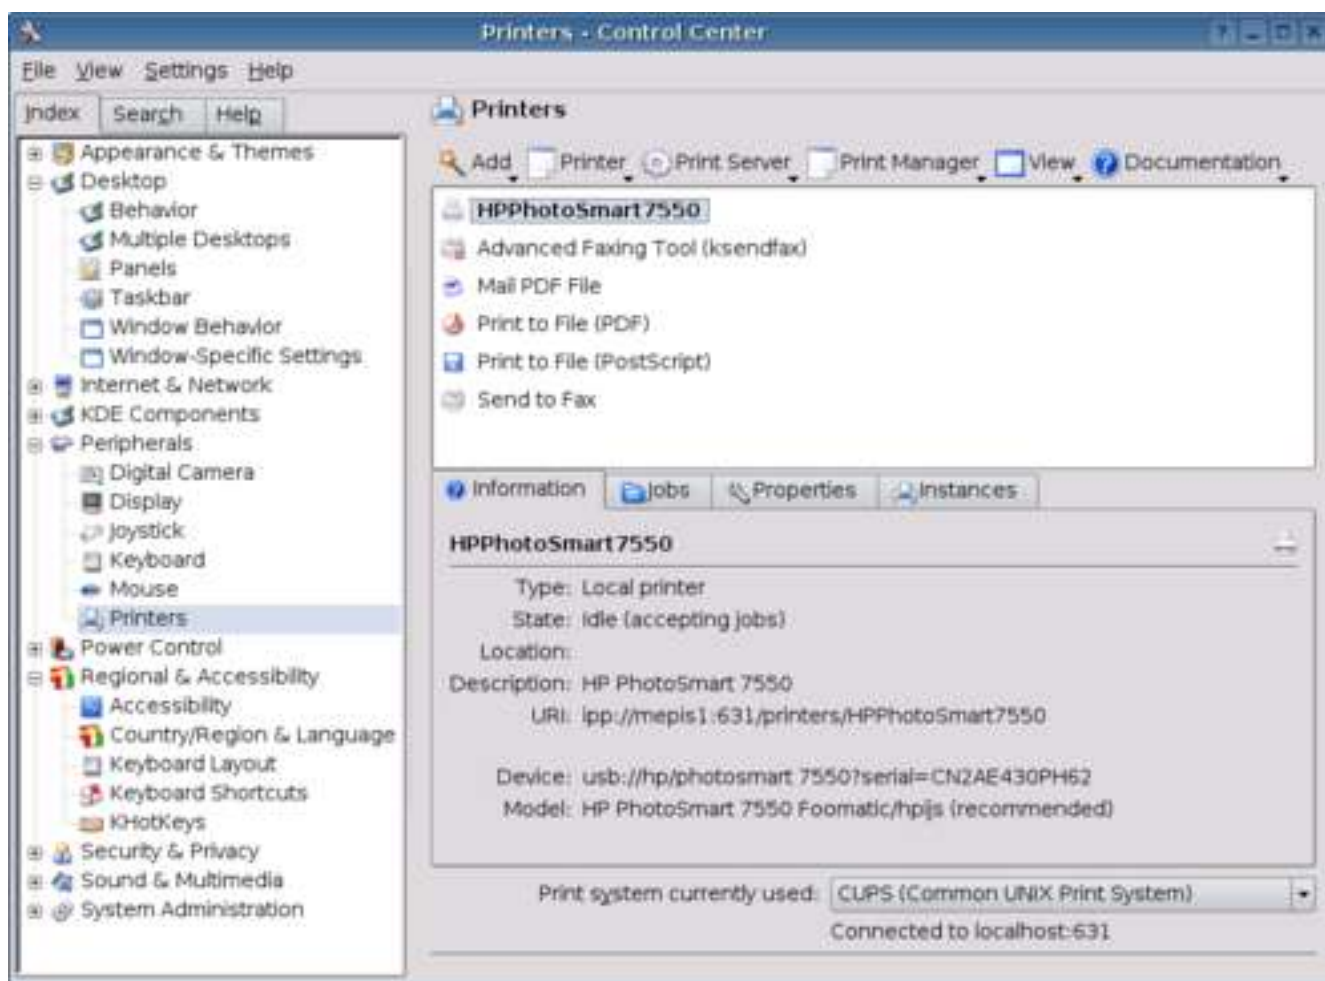 Printers - Control Center
File View Settings Help
Index Search Help
Appearance & Themes
Desktop
Behavior
Multiple Desktops
Panels
Taskbar
Window Behavior
Window-Specific Settings
Internet & Network
KDE Components
Peripherals
Digital Camera
Display
Joystick
Keyboard
Mouse
Printers
Power Control
Regional & Accessibility
Accessibility
Country/Region & Language
Keyboard Layout
Keyboard Shortcuts
KHotKeys
Security & Privacy
Sound & Multimedia
System Administration
Printers
Add Printer Print Server Print Manager View Documentation
HPPhotoSmart7550
Advanced Faxing Tool (ksendfax)
Mail PDF File
Print to File (PDF)
Print to File (PostScript)
Send to Fax
Information Jobs Properties Instances
HPPhotoSmart7550
Type: Local printer
State: Idle (accepting jobs)
Location:
Description: HP PhotoSmart 7550
URI: ipp://mepis1:631/printers/HPPhotoSmart7550
Device: usb://hp/photosmart 7550?serial=CN2AE430PH62
Model: HP PhotoSmart 7550 Foomatic/hpijs (recommended)
Print system currently used: CUPS (Common UNIX Print System)
Connected to localhost:631